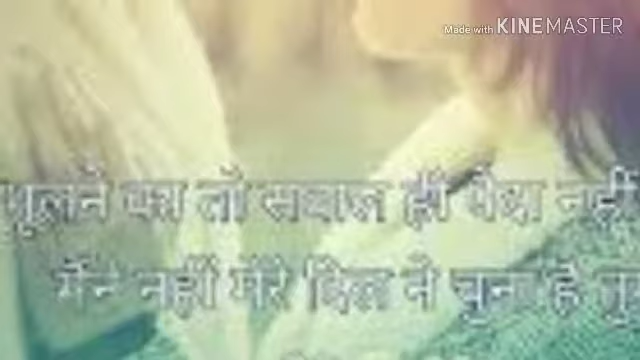 Made with KINEMASTER
भूलने का तो सवाल ही पैदा नहीं
मैंने नहीं मेरे दिल ने चुना है